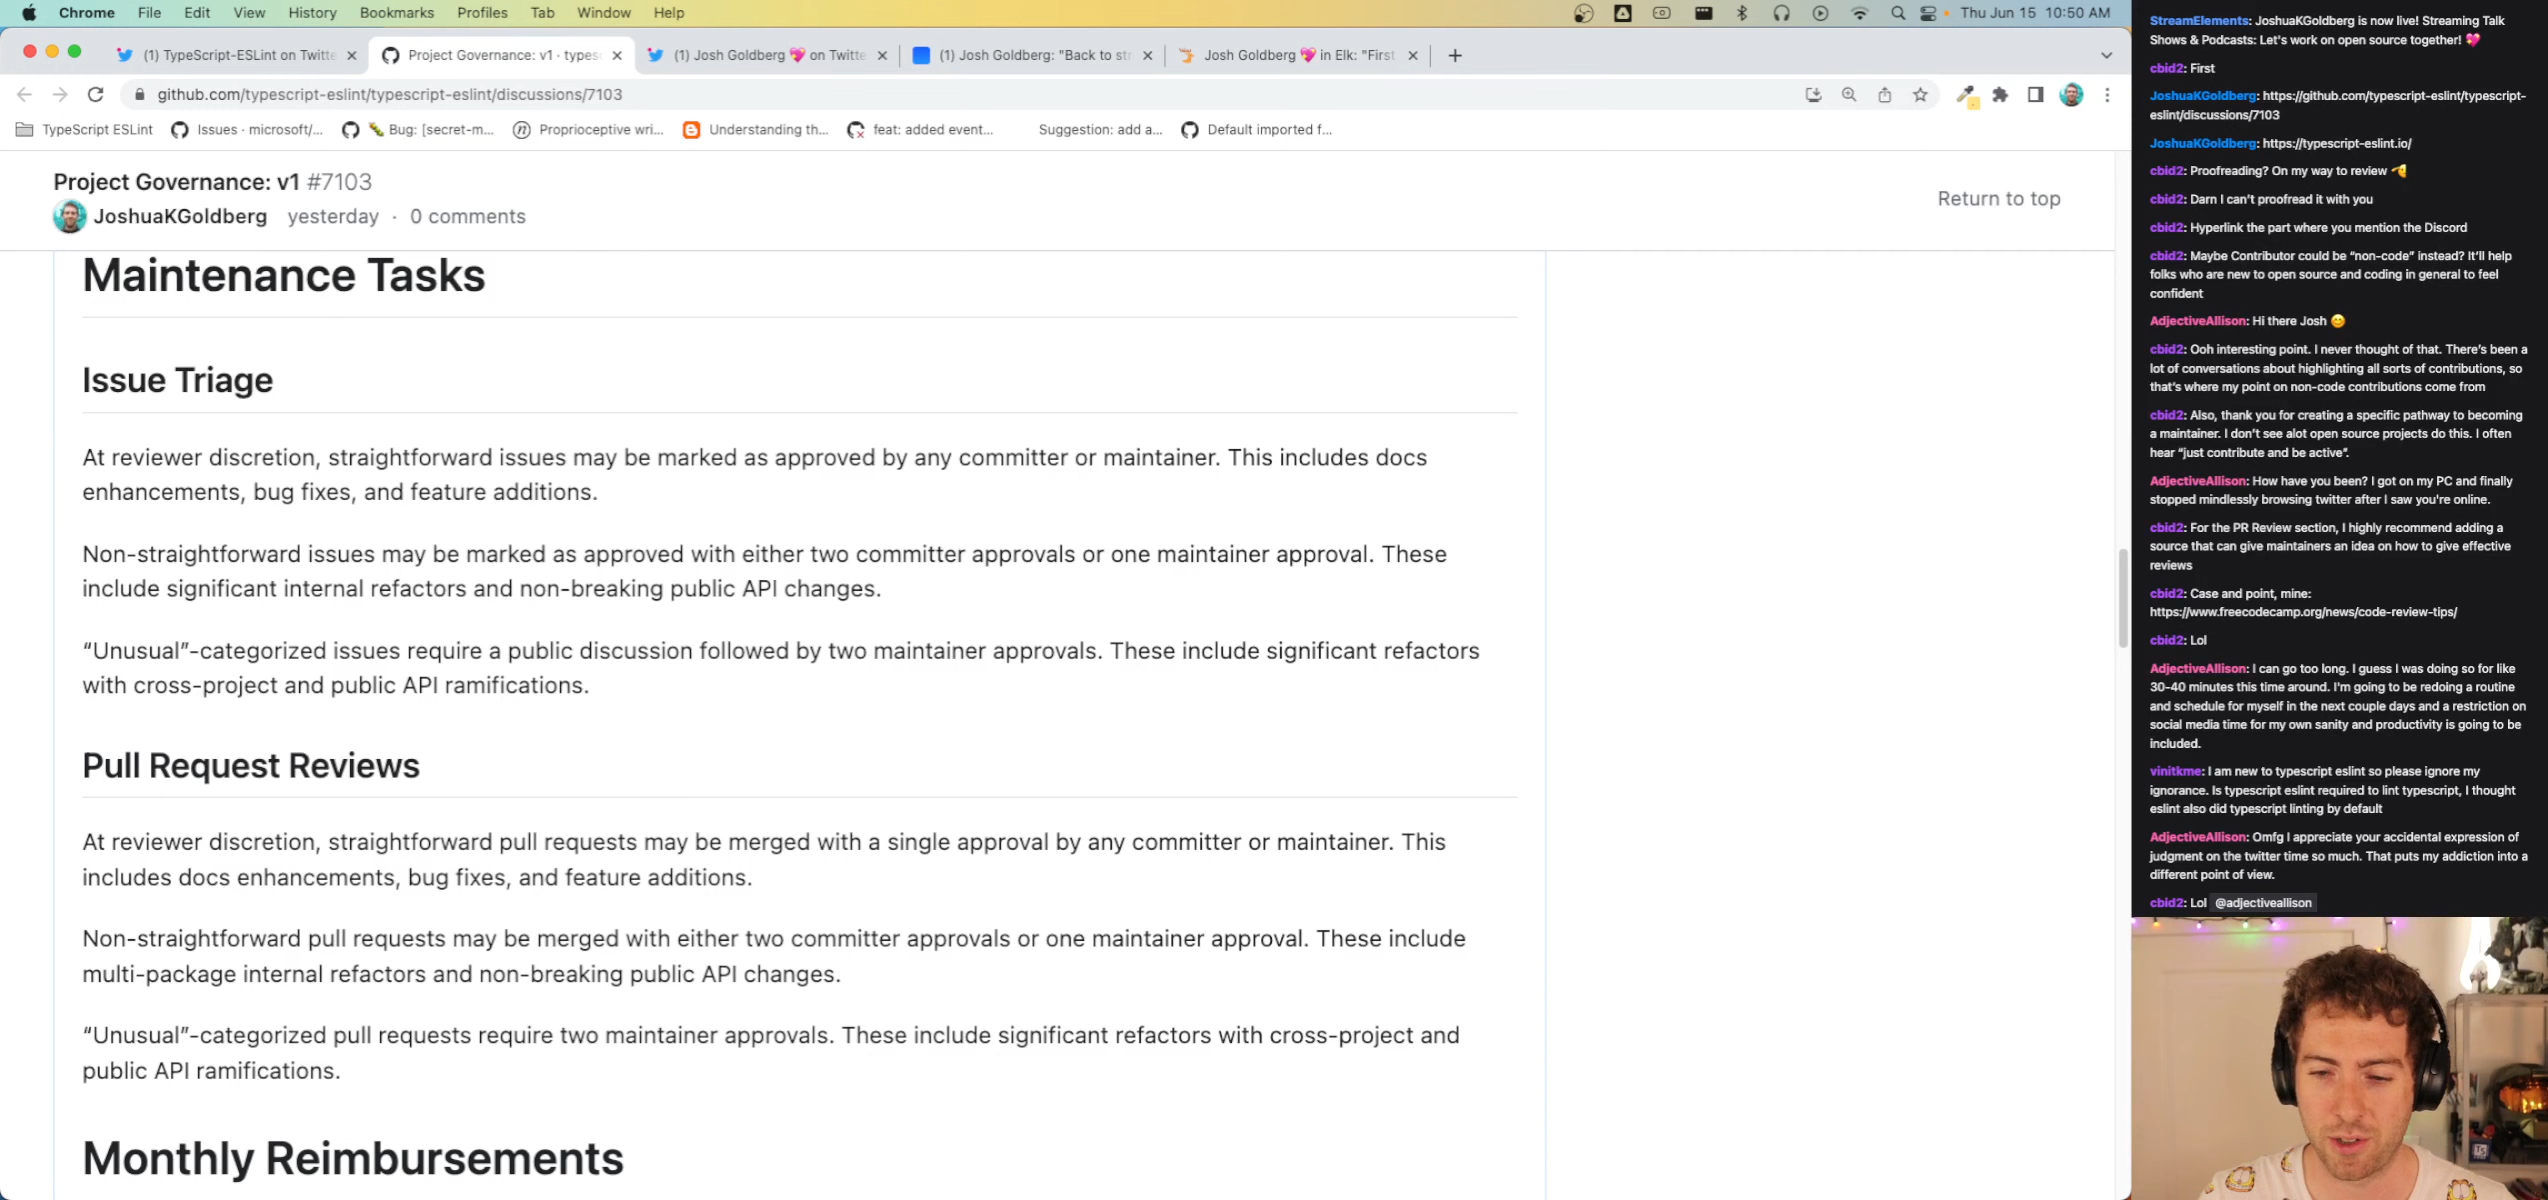 Chrome File Edit View History Bookmarks Profiles Tab Window Help Thu Jun 15 10:50 AM
(1) TypeScript-ESLint on Twitte Project Governance: v1 · types (1) Josh Goldberg 💖 on Twitte (1) Josh Goldberg: "Back to str Josh Goldberg 💖 in Elk: "First
github.com/typescript-eslint/typescript-eslint/discussions/7103
TypeScript ESLint Issues · microsoft/... 🐛 Bug: [secret-m... Proprioceptive wri... Understanding th... feat: added event... Suggestion: add a... Default imported f...
Project Governance: v1 #7103
JoshuaKGoldberg yesterday · 0 comments
Return to top
Maintenance Tasks
Issue Triage
At reviewer discretion, straightforward issues may be marked as approved by any committer or maintainer. This includes docs
enhancements, bug fixes, and feature additions.
Non-straightforward issues may be marked as approved with either two committer approvals or one maintainer approval. These
include significant internal refactors and non-breaking public API changes.
“Unusual”-categorized issues require a public discussion followed by two maintainer approvals. These include significant refactors
with cross-project and public API ramifications.
Pull Request Reviews
At reviewer discretion, straightforward pull requests may be merged with a single approval by any committer or maintainer. This
includes docs enhancements, bug fixes, and feature additions.
Non-straightforward pull requests may be merged with either two committer approvals or one maintainer approval. These include
multi-package internal refactors and non-breaking public API changes.
“Unusual”-categorized pull requests require two maintainer approvals. These include significant refactors with cross-project and
public API ramifications.
Monthly Reimbursements
StreamElements: JoshuaKGoldberg is now live! Streaming Talk
Shows & Podcasts: Let's work on open source together! 💖
cbid2: First
JoshuaKGoldberg: https://github.com/typescript-eslint/typescript-
eslint/discussions/7103
JoshuaKGoldberg: https://typescript-eslint.io/
cbid2: Proofreading? On my way to review 🫡
cbid2: Darn I can’t proofread it with you
cbid2: Hyperlink the part where you mention the Discord
cbid2: Maybe Contributor could be “non-code” instead? It’ll help
folks who are new to open source and coding in general to feel
confident
AdjectiveAllison: Hi there Josh 😊
cbid2: Ooh interesting point. I never thought of that. There’s been a
lot of conversations about highlighting all sorts of contributions, so
that’s where my point on non-code contributions come from
cbid2: Also, thank you for creating a specific pathway to becoming
a maintainer. I don’t see alot open source projects do this. I often
hear “just contribute and be active”.
AdjectiveAllison: How have you been? I got on my PC and finally
stopped mindlessly browsing twitter after I saw you're online.
cbid2: For the PR Review section, I highly recommend adding a
source that can give maintainers an idea on how to give effective
reviews
cbid2: Case and point, mine:
https://www.freecodecamp.org/news/code-review-tips/
cbid2: Lol
AdjectiveAllison: I can go too long. I guess I was doing so for like
30-40 minutes this time around. I'm going to be redoing a routine
and schedule for myself in the next couple days and a restriction on
social media time for my own sanity and productivity is going to be
included.
vinitkme: I am new to typescript eslint so please ignore my
ignorance. Is typescript eslint required to lint typescript, I thought
eslint also did typescript linting by default
AdjectiveAllison: Omfg I appreciate your accidental expression of
judgment on the twitter time so much. That puts my addiction into a
different point of view.
cbid2: Lol @adjectiveallison